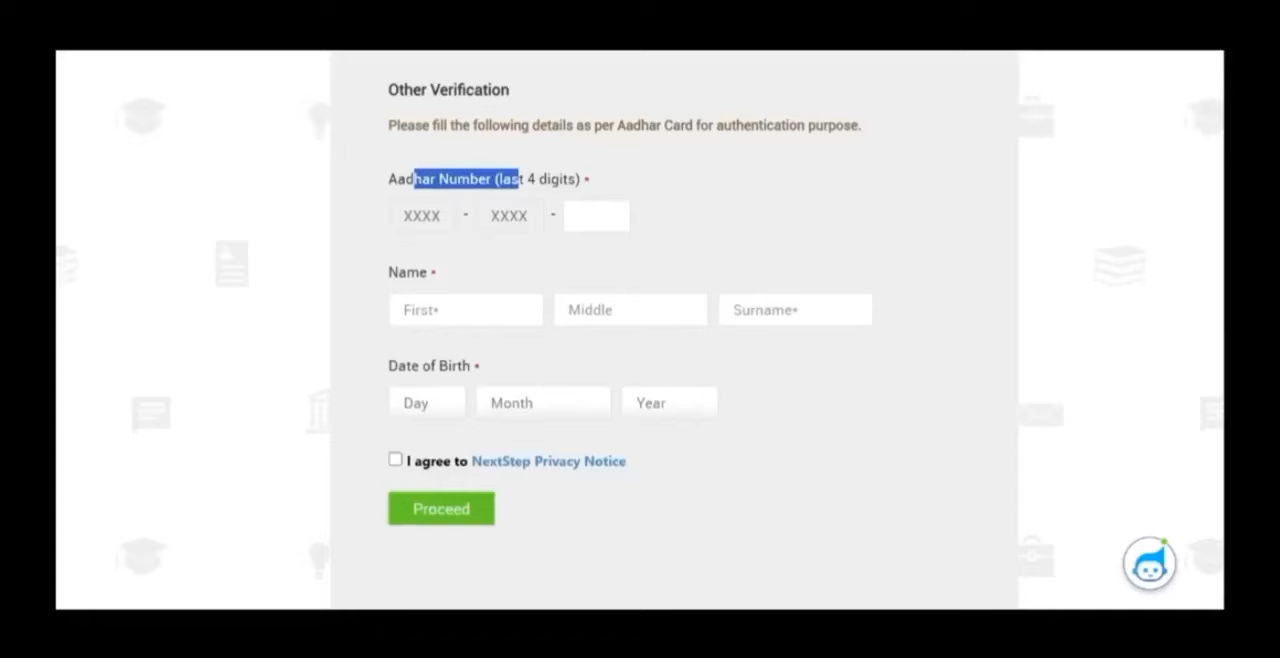 Other Verification
Please fill the following details as per Aadhar Card for authentication purpose.
Aadhar Number (last 4 digits) *
XXXX - XXXX -
Name *
First* Middle Surname*
Date of Birth *
Day Month Year
I agree to NextStep Privacy Notice
Proceed